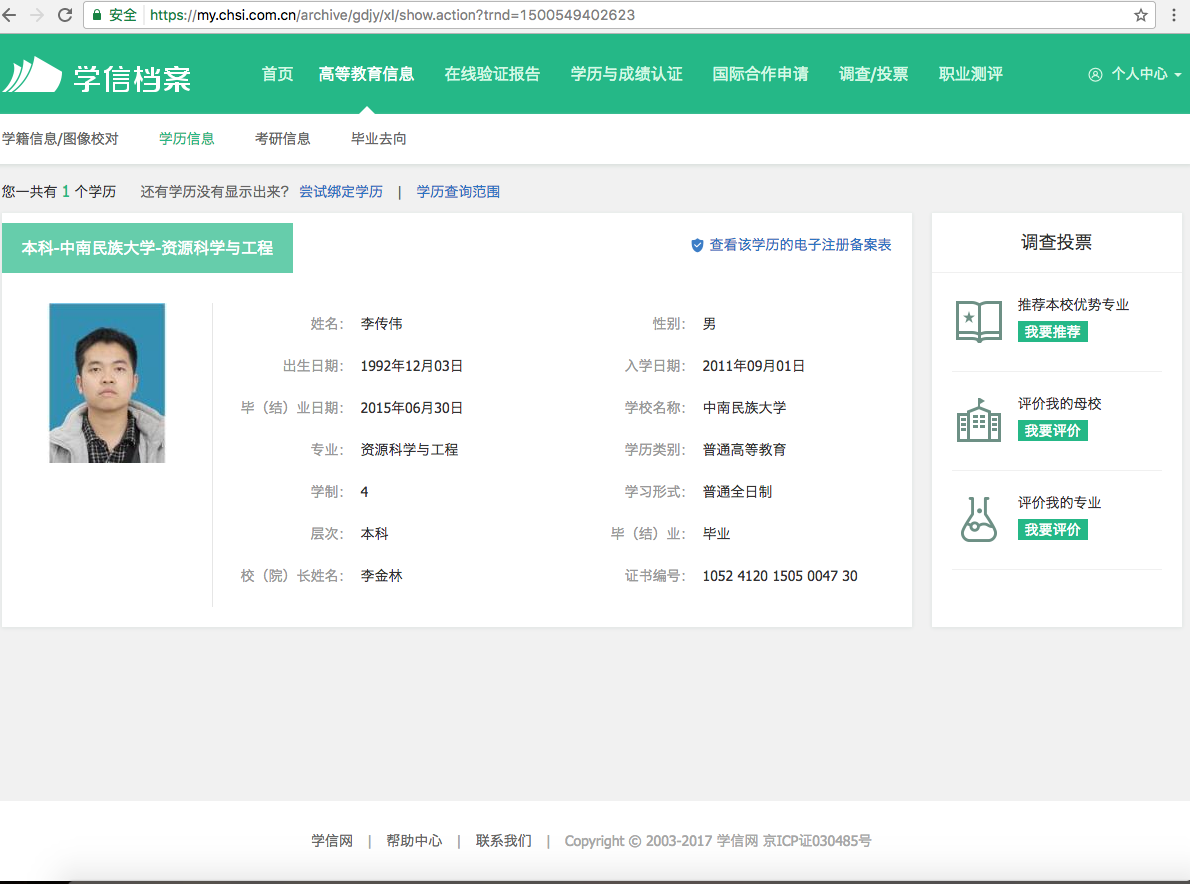 安全 https://my.chsi.com.cn/archive/gdjy/xl/show.action?trnd=1500549402623
学信档案 首页 高等教育信息 在线验证报告 学历与成绩认证 国际合作申请 调查/投票 职业测评 个人中心
学籍信息/图像校对 学历信息 考研信息 毕业去向
您一共有 1 个学历 还有学历没有显示出来? 尝试绑定学历 | 学历查询范围
本科-中南民族大学-资源科学与工程 查看该学历的电子注册备案表
姓名： 李传伟 性别： 男
出生日期： 1992年12月03日 入学日期： 2011年09月01日
毕（结）业日期： 2015年06月30日 学校名称： 中南民族大学
专业： 资源科学与工程 学历类别： 普通高等教育
学制： 4 学习形式： 普通全日制
层次： 本科 毕（结）业： 毕业
校（院）长姓名： 李金林 证书编号： 1052 4120 1505 0047 30
调查投票
推荐本校优势专业
我要推荐
评价我的母校
我要评价
评价我的专业
我要评价
学信网 | 帮助中心 | 联系我们 | Copyright © 2003-2017 学信网 京ICP证030485号